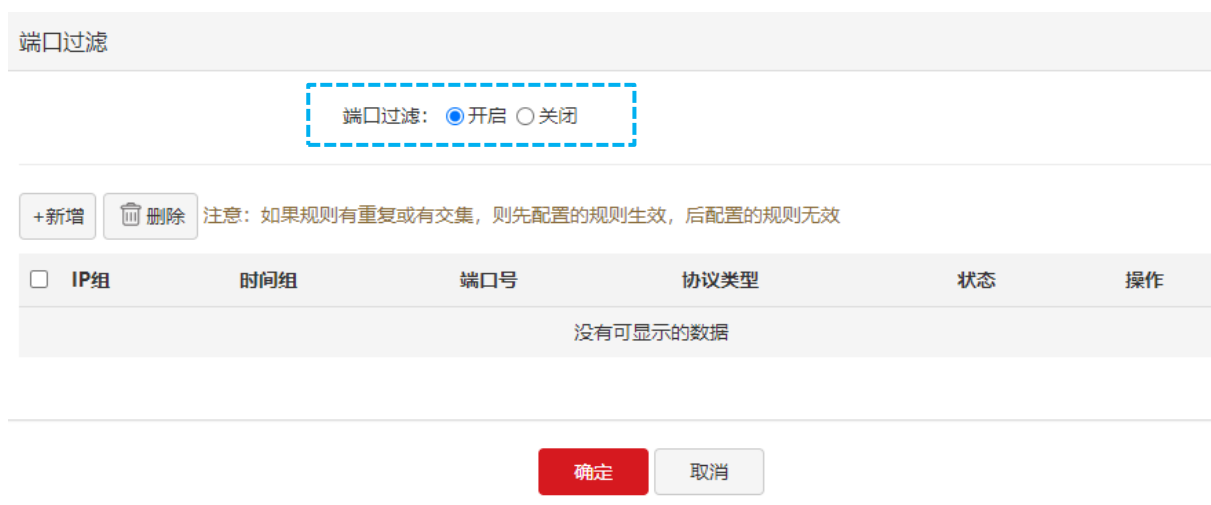 端口过滤
端口过滤： 开启 关闭
+新增 删除 注意：如果规则有重复或有交集，则先配置的规则生效，后配置的规则无效
IP组 时间组 端口号 协议类型 状态 操作
没有可显示的数据
确定 取消